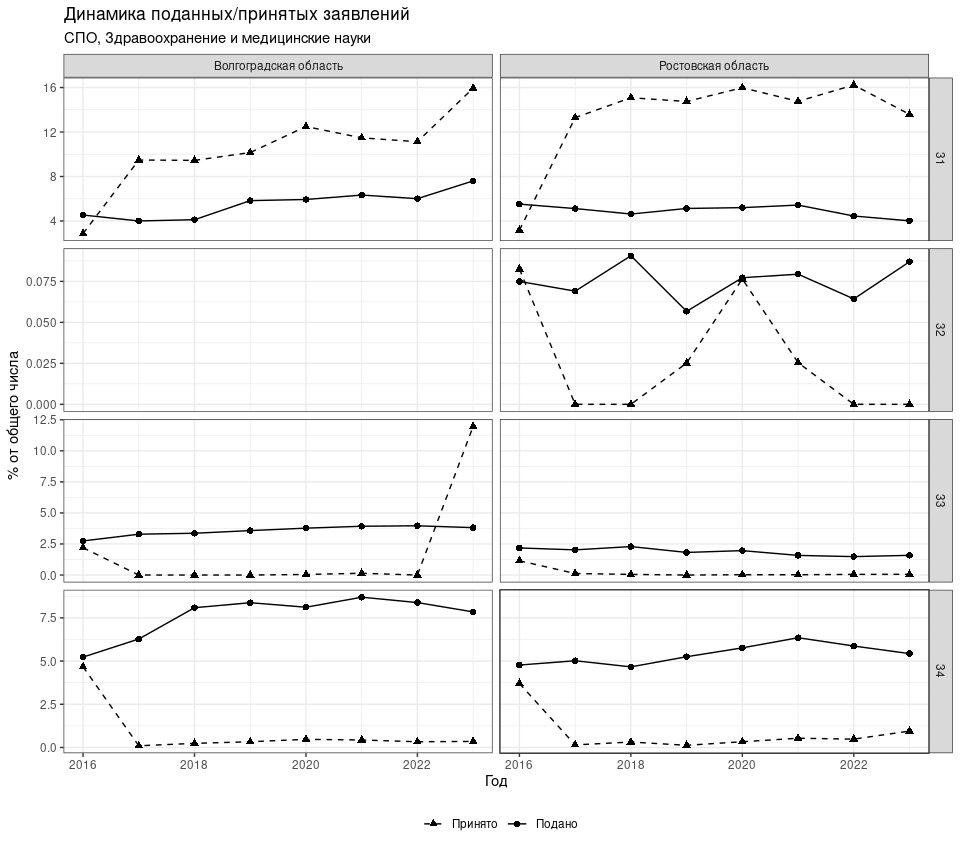 Динамика поданных/принятых заявлений
СПО, Здравоохранение и медицинские науки
Волгоградская область
Ростовская область
16
12
8
4
31
0.075
0.050
0.025
0.000
32
12.5
10.0
7.5
5.0
2.5
0.0
33
7.5
5.0
2.5
0.0
34
% от общего числа
2016 2018 2020 2022 2016 2018 2020 2022
Год
Принято Подано